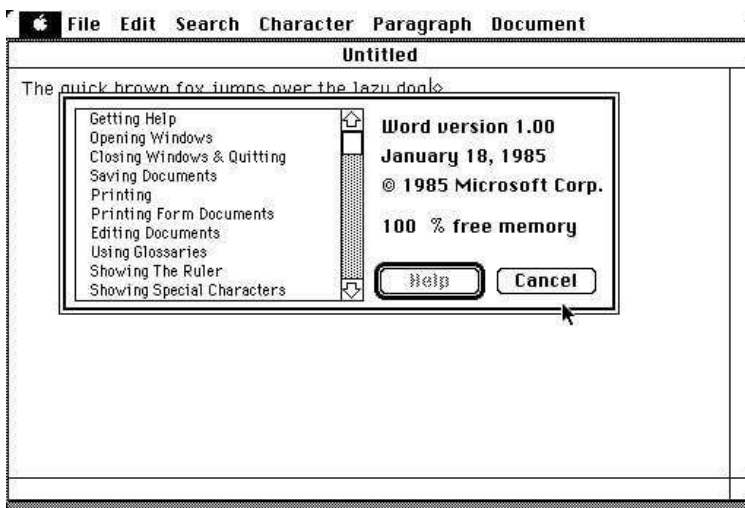 File Edit Search Character Paragraph Document
Untitled
The quick brown fox jumps over the lazy dog
Getting Help
Opening Windows
Closing Windows & Quitting
Saving Documents
Printing
Printing Form Documents
Editing Documents
Using Glossaries
Showing The Ruler
Showing Special Characters
Word version 1.00
January 18, 1985
© 1985 Microsoft Corp.
100 % free memory
Help Cancel